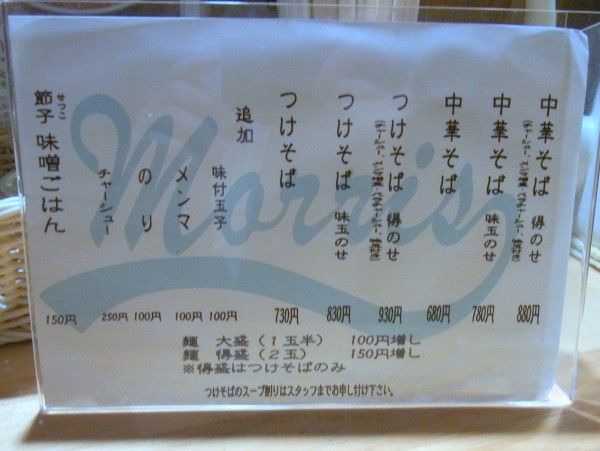 中華そば 得のせ
880円
中華そば 味玉のせ
780円
中華そば
680円
つけそば 得のせ
930円
つけそば 味玉のせ
830円
つけそば
730円
追加
味付玉子
100円
メンマ
100円
のり
100円
チャーシュー
250円
せつこ
節子 味噌ごはん
150円
麺 大盛(1玉半) 100円増し
麺 得盛(2玉) 150円増し
※得盛はつけそばのみ
つけそばのスープ割りはスタッフまでお申し付け下さい。
Morris